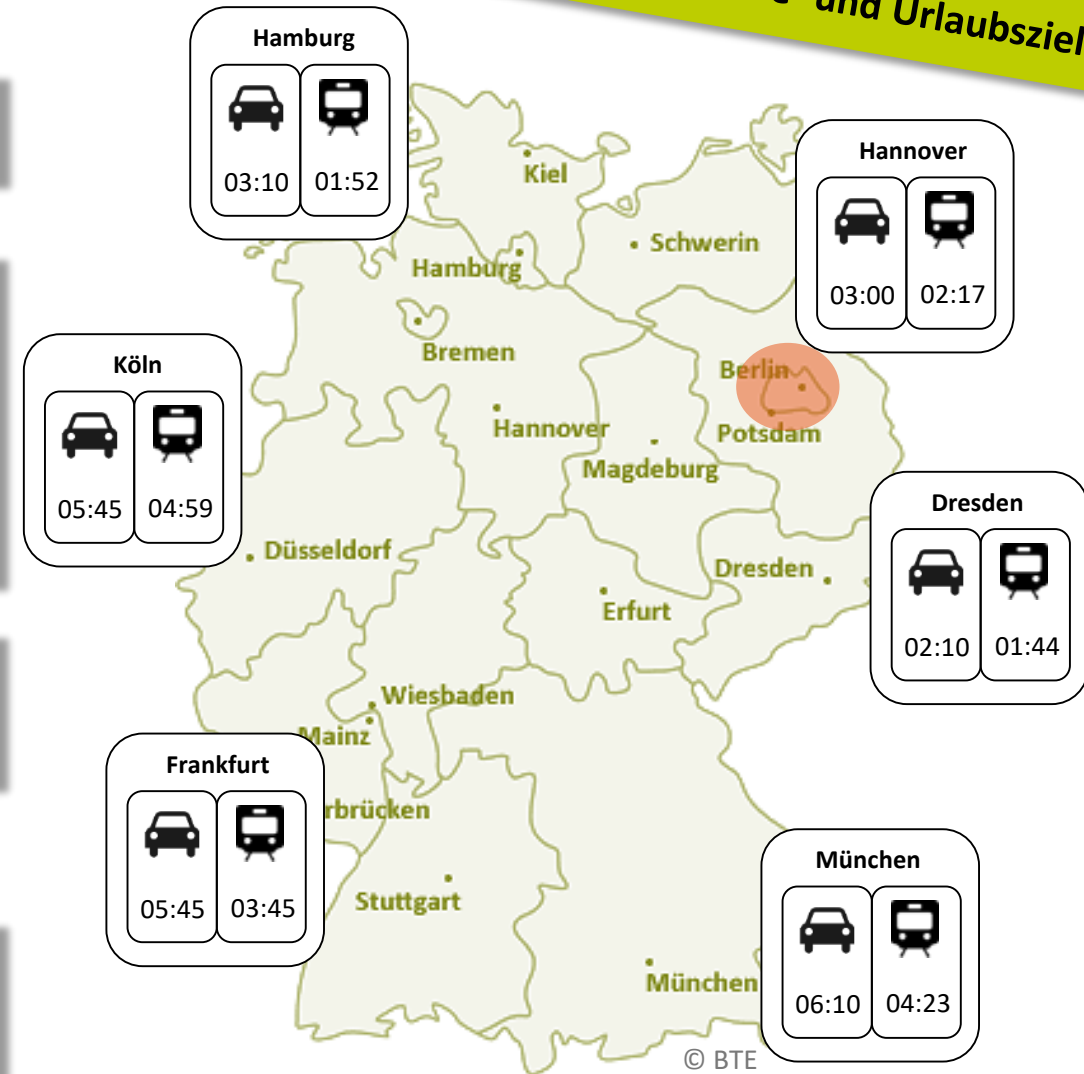 und Urlaubsziel
Hamburg
03:10 01:52
Hannover
03:00 02:17
Kiel
Schwerin
Hamburg
Bremen
Berlin
Köln
05:45 04:59
Hannover
Potsdam
Magdeburg
Dresden
02:10 01:44
Düsseldorf
Dresden
Erfurt
Wiesbaden
Mainz
Frankfurt
05:45 03:45
rbrücken
Stuttgart
München
06:10 04:23
München
© BTE